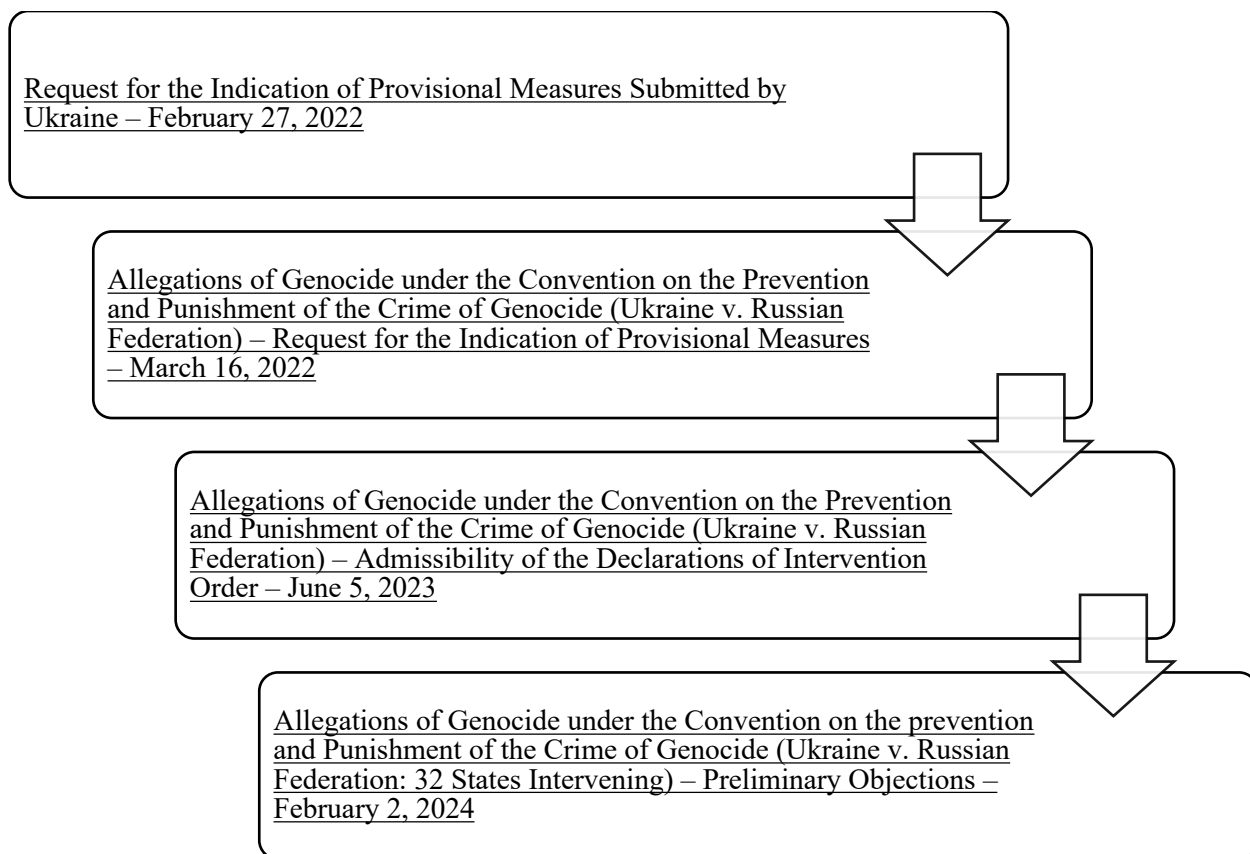 Request for the Indication of Provisional Measures Submitted by
Ukraine – February 27, 2022
Allegations of Genocide under the Convention on the Prevention
and Punishment of the Crime of Genocide (Ukraine v. Russian
Federation) – Request for the Indication of Provisional Measures
– March 16, 2022
Allegations of Genocide under the Convention on the Prevention
and Punishment of the Crime of Genocide (Ukraine v. Russian
Federation) – Admissibility of the Declarations of Intervention
Order – June 5, 2023
Allegations of Genocide under the Convention on the prevention
and Punishment of the Crime of Genocide (Ukraine v. Russian
Federation: 32 States Intervening) – Preliminary Objections –
February 2, 2024